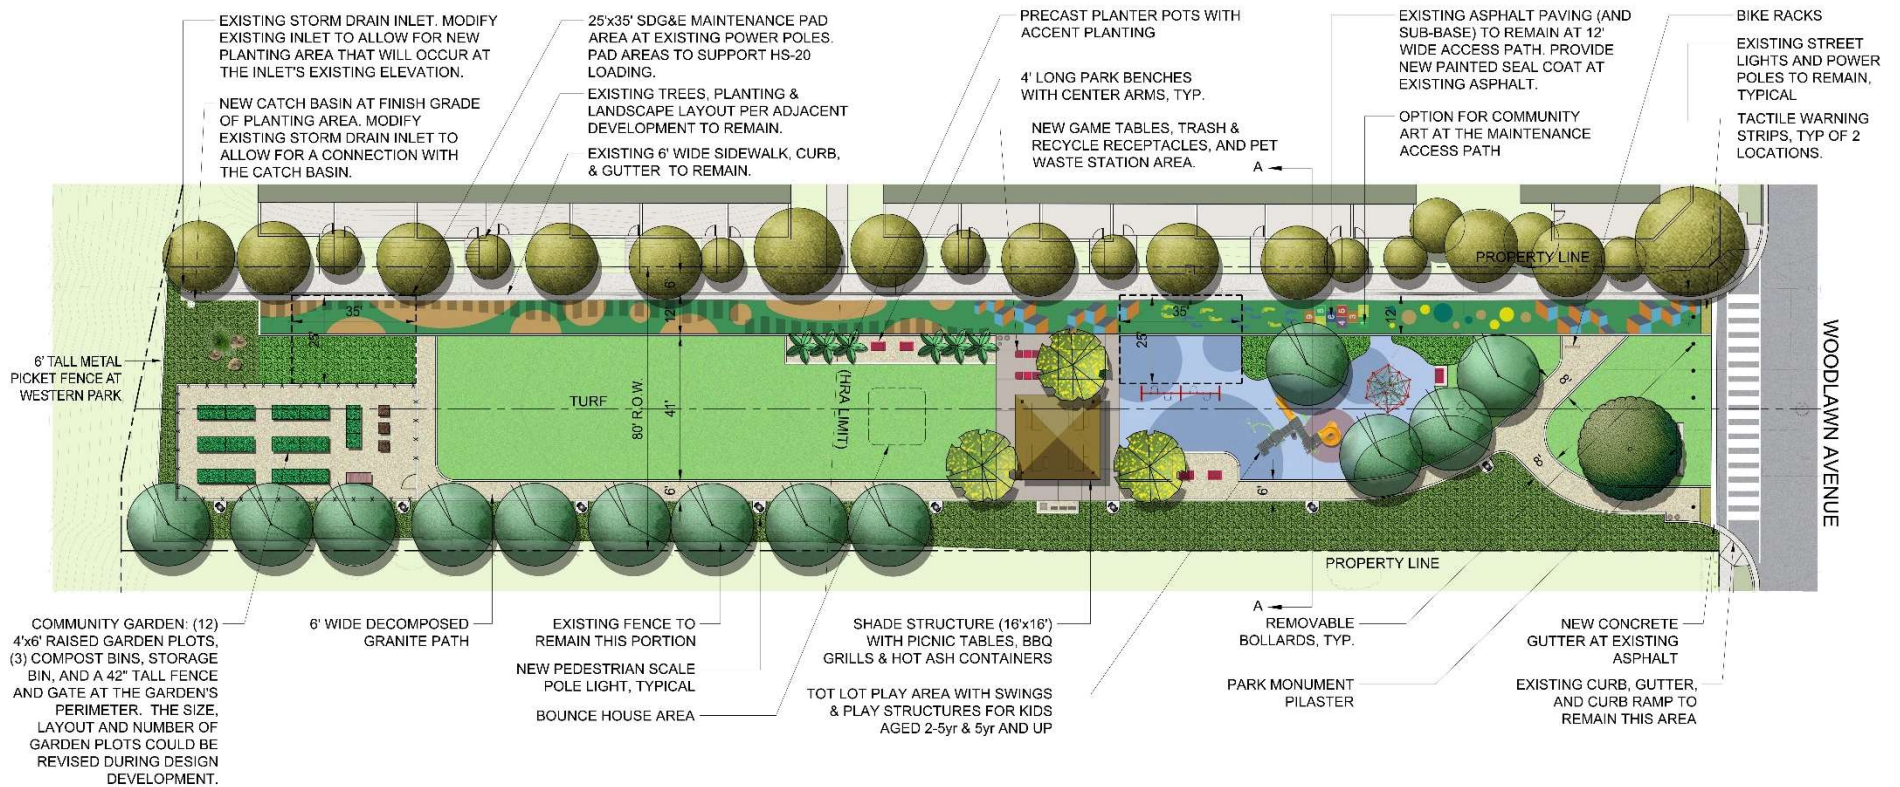 EXISTING STORM DRAIN INLET. MODIFY
EXISTING INLET TO ALLOW FOR NEW
PLANTING AREA THAT WILL OCCUR AT
THE INLET'S EXISTING ELEVATION.
NEW CATCH BASIN AT FINISH GRADE
OF PLANTING AREA. MODIFY
EXISTING STORM DRAIN INLET TO
ALLOW FOR A CONNECTION WITH
THE CATCH BASIN.
25'x35' SDG&E MAINTENANCE PAD
AREA AT EXISTING POWER POLES.
PAD AREAS TO SUPPORT HS-20
LOADING.
EXISTING TREES, PLANTING &
LANDSCAPE LAYOUT PER ADJACENT
DEVELOPMENT TO REMAIN.
EXISTING 6' WIDE SIDEWALK, CURB,
& GUTTER TO REMAIN.
PRECAST PLANTER POTS WITH
ACCENT PLANTING
4' LONG PARK BENCHES
WITH CENTER ARMS, TYP.
NEW GAME TABLES, TRASH &
RECYCLE RECEPTACLES, AND PET
WASTE STATION AREA.
A
EXISTING ASPHALT PAVING (AND
SUB-BASE) TO REMAIN AT 12'
WIDE ACCESS PATH. PROVIDE
NEW PAINTED SEAL COAT AT
EXISTING ASPHALT.
OPTION FOR COMMUNITY
ART AT THE MAINTENANCE
ACCESS PATH
BIKE RACKS
EXISTING STREET
LIGHTS AND POWER
POLES TO REMAIN,
TYPICAL
TACTILE WARNING
STRIPS, TYP OF 2
LOCATIONS.
PROPERTY LINE
6'
12'
35'
25'
35'
25'
12'
6' TALL METAL
PICKET FENCE AT
WESTERN PARK
TURF
80' R.O.W.
41'
(HRA LIMIT)
8'
8'
6'
6'
WOODLAWN AVENUE
PROPERTY LINE
COMMUNITY GARDEN: (12)
4'x6' RAISED GARDEN PLOTS,
(3) COMPOST BINS, STORAGE
BIN, AND A 42" TALL FENCE
AND GATE AT THE GARDEN'S
PERIMETER. THE SIZE,
LAYOUT AND NUMBER OF
GARDEN PLOTS COULD BE
REVISED DURING DESIGN
DEVELOPMENT.
6' WIDE DECOMPOSED
GRANITE PATH
EXISTING FENCE TO
REMAIN THIS PORTION
NEW PEDESTRIAN SCALE
POLE LIGHT, TYPICAL
BOUNCE HOUSE AREA
SHADE STRUCTURE (16'x16')
WITH PICNIC TABLES, BBQ
GRILLS & HOT ASH CONTAINERS
TOT LOT PLAY AREA WITH SWINGS
& PLAY STRUCTURES FOR KIDS
AGED 2-5yr & 5yr AND UP
A
REMOVABLE
BOLLARDS, TYP.
PARK MONUMENT
PILASTER
NEW CONCRETE
GUTTER AT EXISTING
ASPHALT
EXISTING CURB, GUTTER,
AND CURB RAMP TO
REMAIN THIS AREA